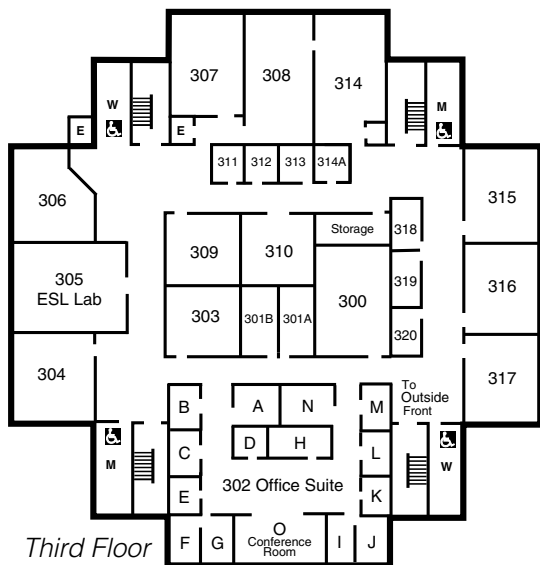 307
308
314
W
M
E
E
311
312
313
314A
306
315
318
Storage
309
310
305
ESL Lab
300
319
316
303
301B
301A
320
304
317
To
Outside
Front
B
A
N
M
D
H
C
L
M
W
302 Office Suite
E
K
O
Conference
Room
F
G
I
J
Third Floor